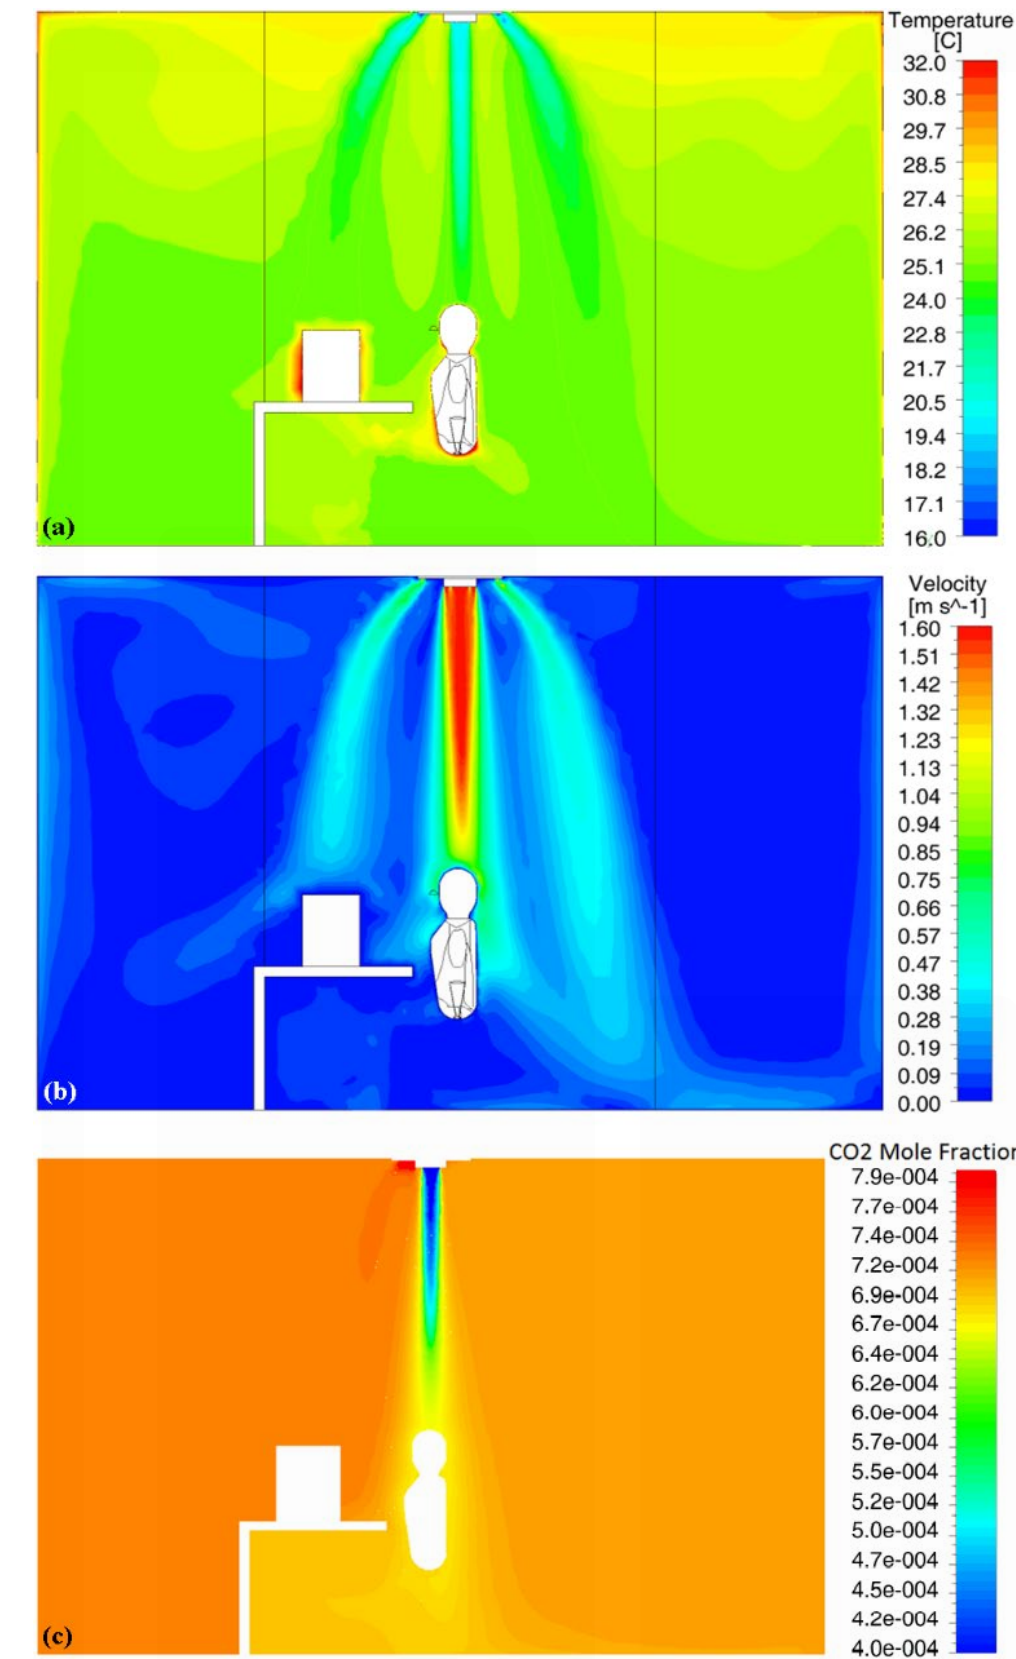 Temperature
[C]
32.0
30.8
29.7
28.5
27.4
26.2
25.1
24.0
22.8
21.7
20.5
19.4
18.2
17.1
16.0
(a)
Velocity
[m s^-1]
1.60
1.51
1.42
1.32
1.23
1.13
1.04
0.94
0.85
0.75
0.66
0.57
0.47
0.38
0.28
0.19
0.09
0.00
(b)
CO2 Mole Fraction
7.9e-004
7.7e-004
7.4e-004
7.2e-004
6.9e-004
6.7e-004
6.4e-004
6.2e-004
6.0e-004
5.7e-004
5.5e-004
5.2e-004
5.0e-004
4.7e-004
4.5e-004
4.2e-004
4.0e-004
(c)